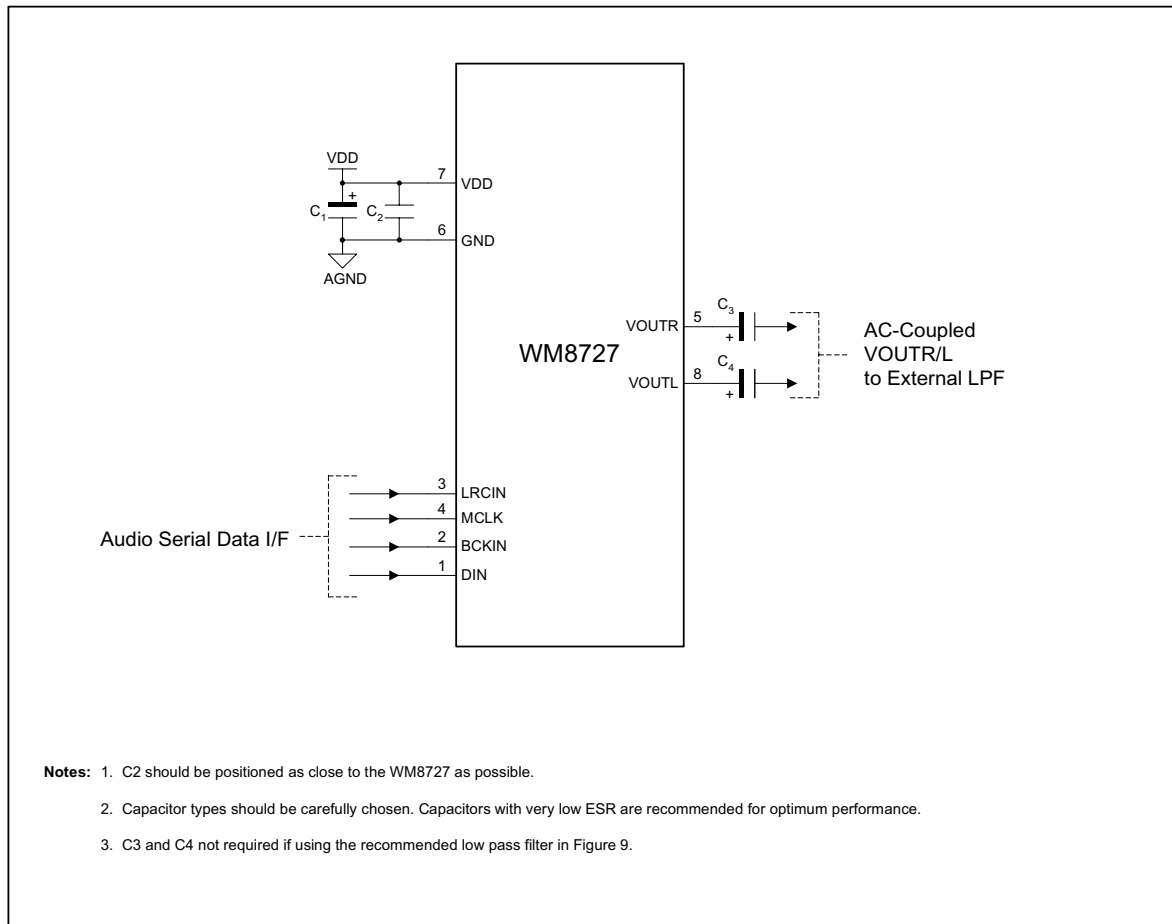 VDD
7 VDD
+
C1 C2
6 GND
AGND
C3
VOUTR 5
+
AC-Coupled
VOUTR/L
to External LPF
WM8727
C4
VOUTL 8
+
3 LRCIN
4 MCLK
Audio Serial Data I/F
2 BCKIN
1 DIN
Notes: 1. C2 should be positioned as close to the WM8727 as possible.
2. Capacitor types should be carefully chosen. Capacitors with very low ESR are recommended for optimum performance.
3. C3 and C4 not required if using the recommended low pass filter in Figure 9.